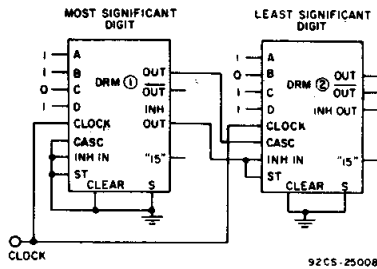 MOST SIGNIFICANT
DIGIT
1 A
1 B
0 C
1 D
CLOCK
CASC
INH IN
ST
CLEAR
S
DRM ①
OUT
OUT
INH
OUT
"15"
LEAST SIGNIFICANT
DIGIT
1 A
0 B
1 C
1 D
CLOCK
CASC
INH IN
ST
CLEAR
S
DRM ②
OUT
OUT
INH OUT
"15"
CLOCK
92CS-25008